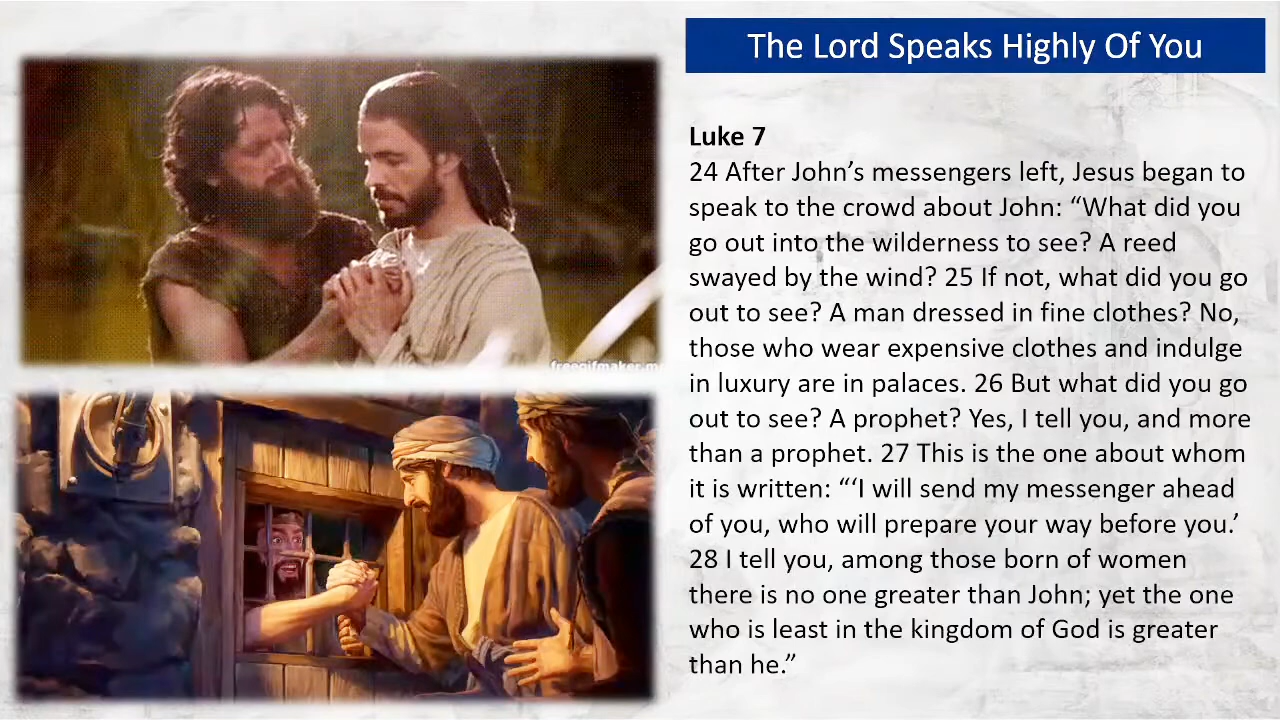 The Lord Speaks Highly Of You
Luke 7
24 After John’s messengers left, Jesus began to
speak to the crowd about John: “What did you
go out into the wilderness to see? A reed
swayed by the wind? 25 If not, what did you go
out to see? A man dressed in fine clothes? No,
those who wear expensive clothes and indulge
in luxury are in palaces. 26 But what did you go
out to see? A prophet? Yes, I tell you, and more
than a prophet. 27 This is the one about whom
it is written: “‘I will send my messenger ahead
of you, who will prepare your way before you.’
28 I tell you, among those born of women
there is no one greater than John; yet the one
who is least in the kingdom of God is greater
than he.”